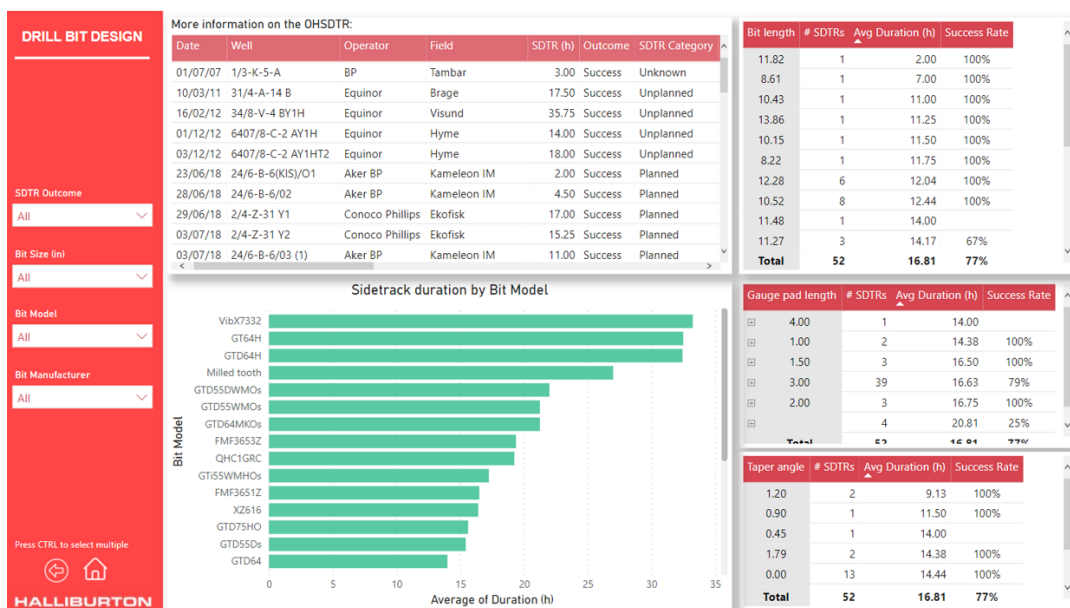 DRILL BIT DESIGN
SDTR Outcome
All
Bit Size (in)
All
Bit Model
All
Bit Manufacturer
All
Press CTRL to select multiple
HALLIBURTON
More information on the OHSDTR:
Date Well Operator Field SDTR (h) Outcome SDTR Category
01/07/07 1/3-K-5-A BP Tambar 3.00 Success Unknown
10/03/11 31/4-A-14 B Equinor Brage 17.50 Success Unplanned
16/02/12 34/8-V-4 BY1H Equinor Visund 35.75 Success Unplanned
01/12/12 6407/8-C-2 AY1H Equinor Hyme 14.00 Success Unplanned
03/12/12 6407/8-C-2 AY1HT2 Equinor Hyme 18.00 Success Unplanned
23/06/18 24/6-B-6(KIS)/O1 Aker BP Kameleon IM 2.00 Success Planned
28/06/18 24/6-B-6/02 Aker BP Kameleon IM 4.50 Success Planned
29/06/18 2/4-Z-31 Y1 Conoco Phillips Ekofisk 17.00 Success Planned
03/07/18 2/4-Z-31 Y2 Conoco Phillips Ekofisk 15.25 Success Planned
03/07/18 24/6-B-6/03 (1) Aker BP Kameleon IM 11.00 Success Planned
Sidetrack duration by Bit Model
Bit Model
VibX7332
GT64H
GTD64H
Milled tooth
GTD55DWMOs
GTD55WMOs
GTD64MKOs
FMF3653Z
QHC1GRC
GTi55WMHOs
FMF3651Z
XZ616
GTD75HO
GTD55Ds
GTD64
0 5 10 15 20 25 30 35
Average of Duration (h)
Bit length # SDTRs Avg Duration (h) Success Rate
11.82 1 2.00 100%
8.61 1 7.00 100%
10.43 1 11.00 100%
13.86 1 11.25 100%
10.15 1 11.50 100%
8.22 1 11.75 100%
12.28 6 12.04 100%
10.52 8 12.44 100%
11.48 1 14.00
11.27 3 14.17 67%
Total 52 16.81 77%
Gauge pad length # SDTRs Avg Duration (h) Success Rate
4.00 1 14.00
1.00 2 14.38 100%
1.50 3 16.50 100%
3.00 39 16.63 79%
2.00 3 16.75 100%
4 20.81 25%
Total 52 16.81 77%
Taper angle # SDTRs Avg Duration (h) Success Rate
1.20 2 9.13 100%
0.90 1 11.50 100%
0.45 1 14.00
1.79 2 14.38 100%
0.00 13 14.44 100%
Total 52 16.81 77%